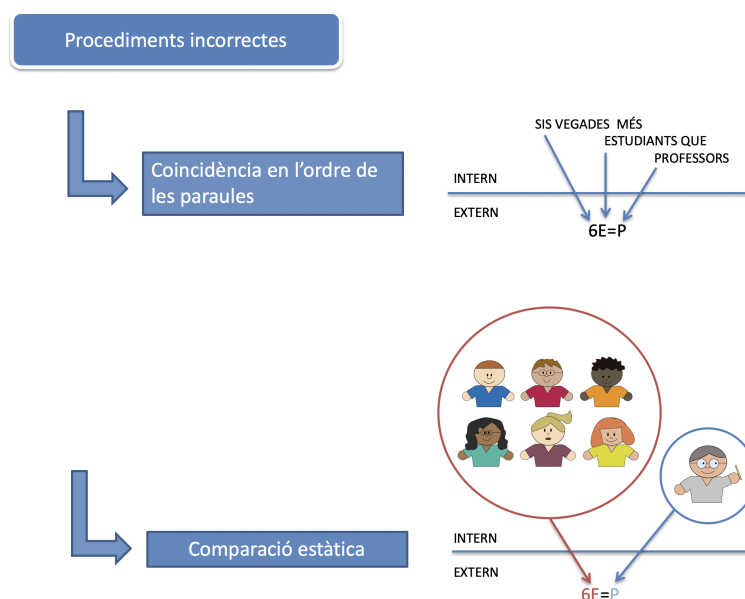 Procediments incorrectes
Coincidència en l'ordre de
les paraules
SIS VEGADES MÉS
ESTUDIANTS QUE
PROFESSORS
INTERN
EXTERN
6E=P
Comparació estàtica
INTERN
EXTERN
6E=P